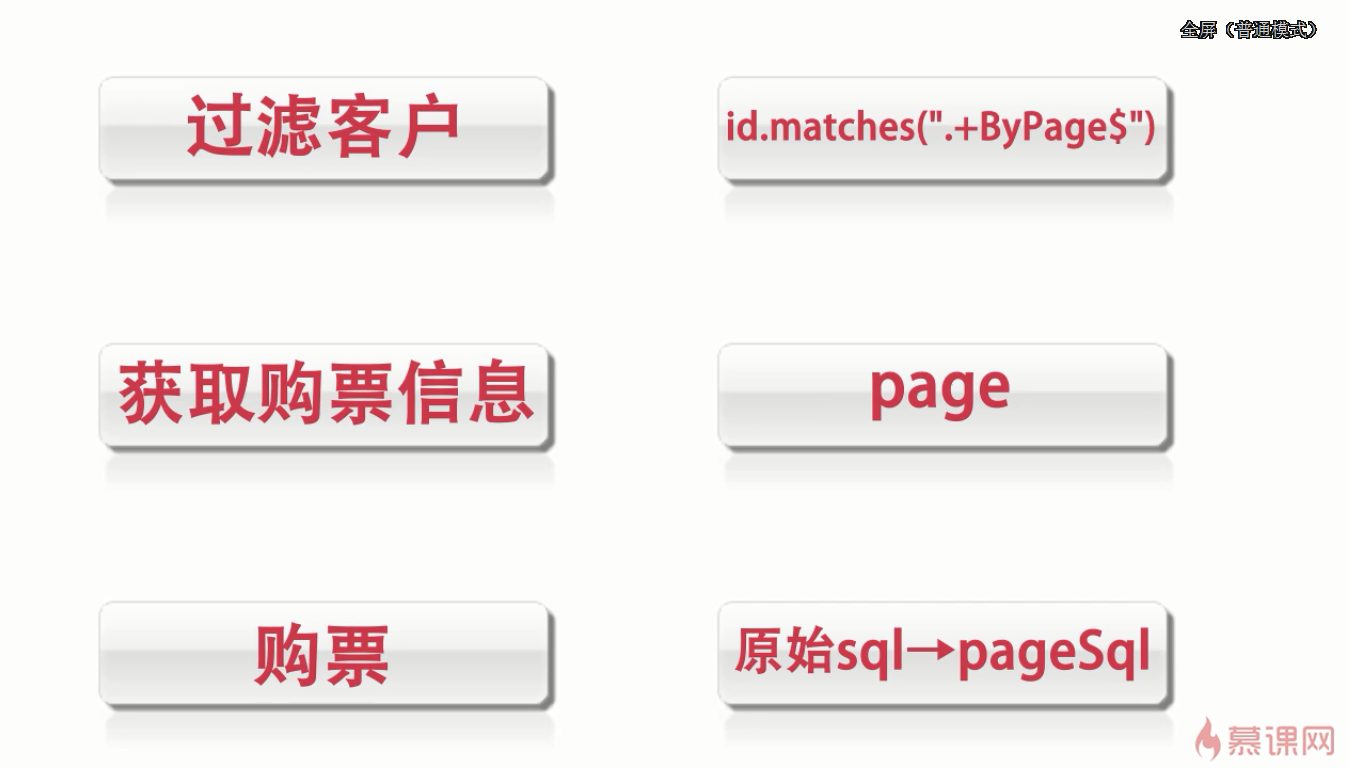 全屏（普通模式）
过滤客户
id.matches(".+ByPage$")
获取购票信息
page
购票
原始sql→pageSql
慕课网